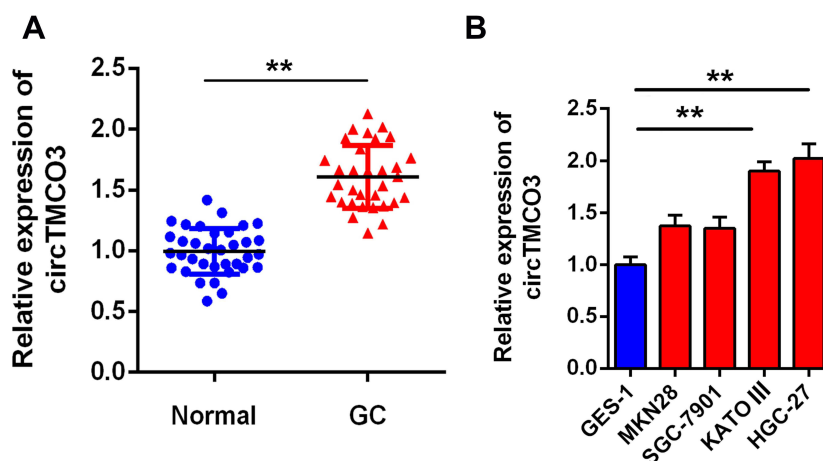 A
Relative expression of
circTMCO3
2.5
2.0
1.5
1.0
0.5
0.0
**
Normal
GC
B
Relative expression of
circTMCO3
2.5
2.0
1.5
1.0
0.5
0.0
**
**
GES-1
MKN28
SGC-7901
KATO III
HGC-27